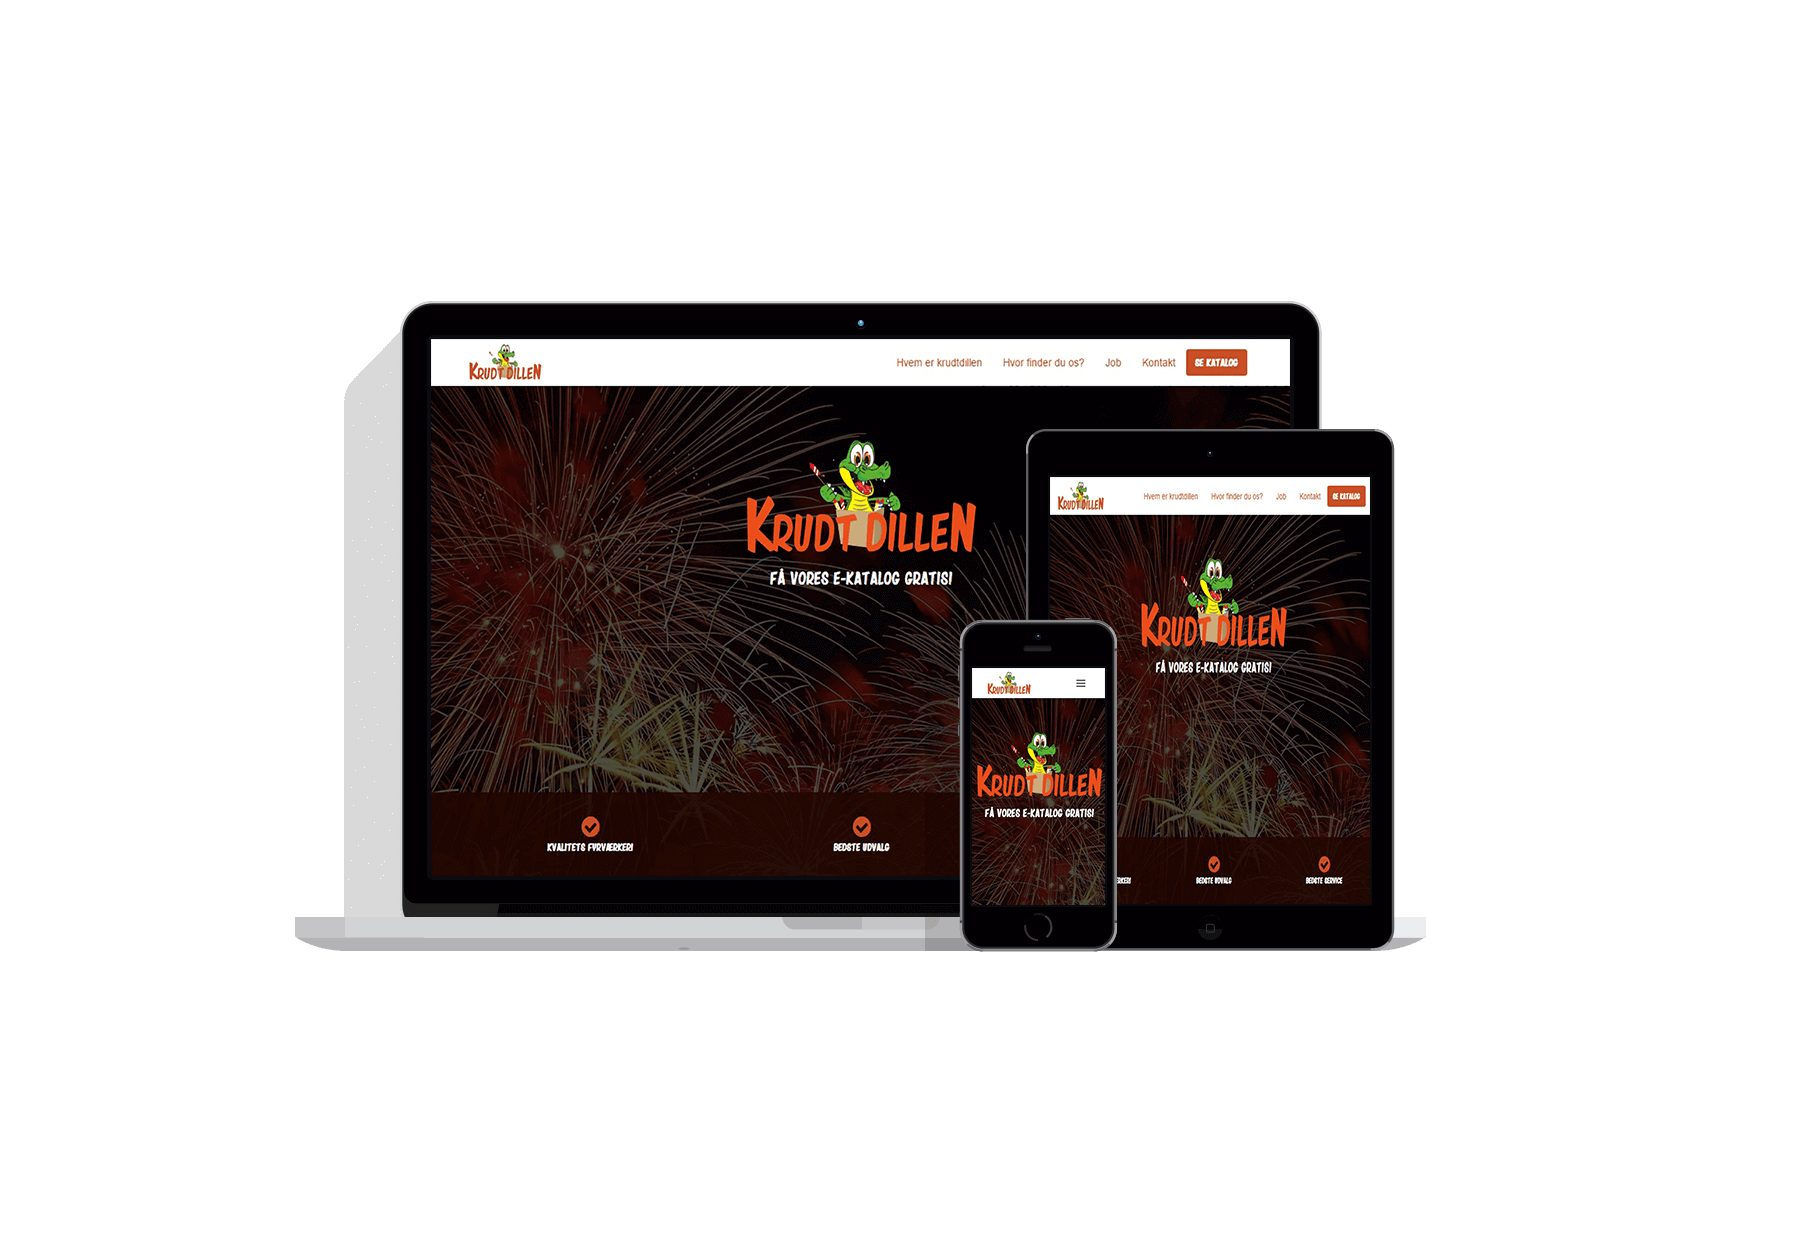 KRUDT DILLEN
Hvem er krudtdillen
Hvor finder du os?
Job
Kontakt
SE KATALOG
KRUDT DILLEN
FÅ VORES E-KATALOG GRATIS!
KVALITETS FYRVÆRKERI
BEDSTE UDVALG
KRUDT DILLEN
Hvem er krudtdillen
Hvor finder du os?
Job
Kontakt
SE KATALOG
KRUDT DILLEN
FÅ VORES E-KATALOG GRATIS!
BEDSTE UDVALG
BEDSTE SERVICE
KRUDT DILLEN
KRUDT DILLEN
FÅ VORES E-KATALOG GRATIS!